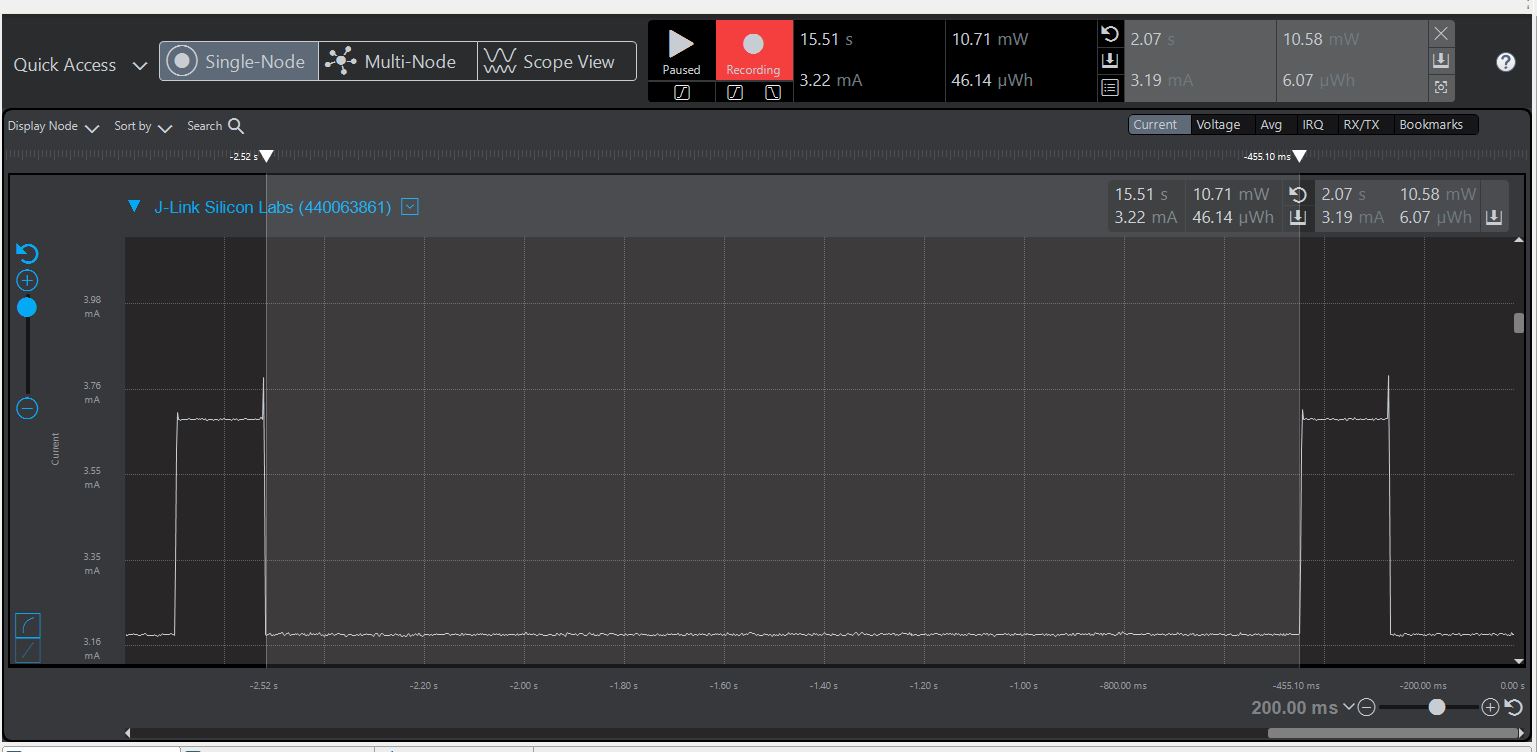 Quick Access
Single-Node
Multi-Node
Scope View
Paused
Recording
15.51 s
10.71 mW
3.22 mA
46.14 µWh
2.07 s
10.58 mW
3.19 mA
6.07 µWh
Display Node
Sort by
Search
Current
Voltage
Avg
IRQ
RX/TX
Bookmarks
-2.52 s
-455.10 ms
J-Link Silicon Labs (440063861)
15.51 s
10.71 mW
2.07 s
10.58 mW
3.22 mA
46.14 µWh
3.19 mA
6.07 µWh
3.98
mA
3.76
mA
Current
3.55
mA
3.35
mA
3.16
mA
-2.52 s
-2.20 s
-2.00 s
-1.80 s
-1.60 s
-1.40 s
-1.20 s
-1.00 s
-800.00 ms
-455.10 ms
-200.00 ms
0.00 s
200.00 ms